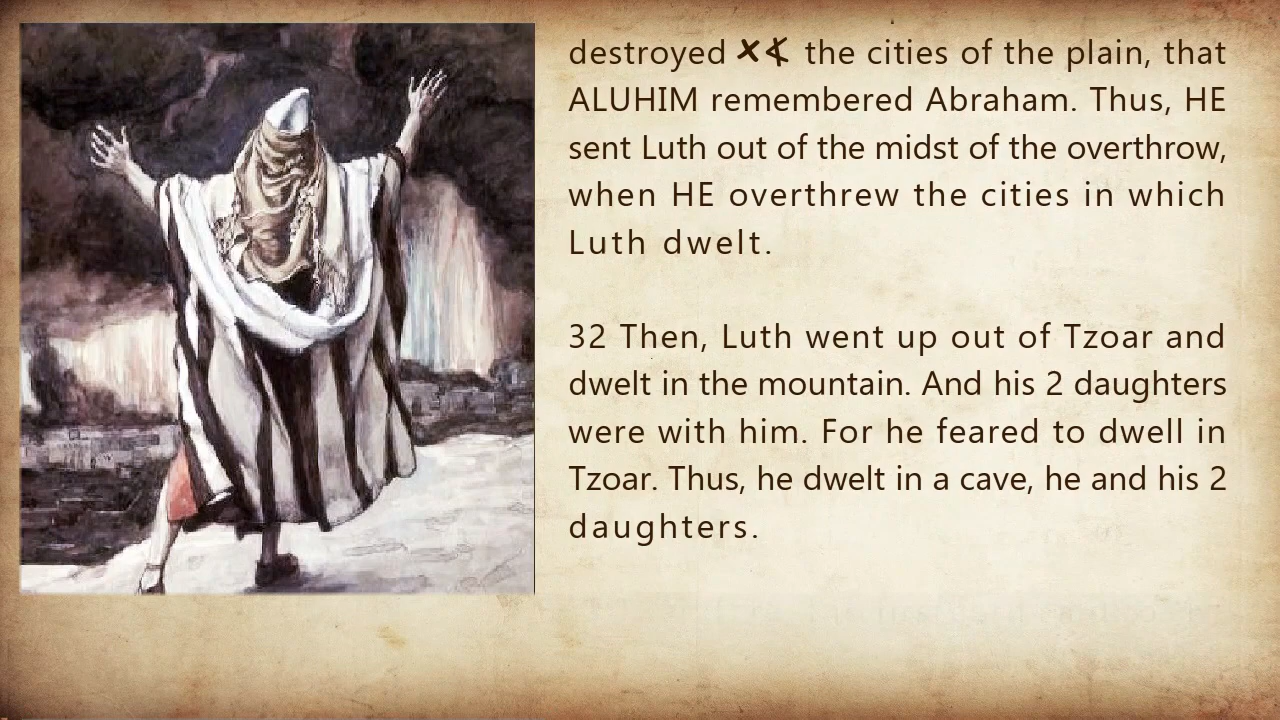 destroyed 𐤗𐤀 the cities of the plain, that
ALUHIM remembered Abraham. Thus, HE
sent Luth out of the midst of the overthrow,
when HE overthrew the cities in which
Luth dwelt.
32 Then, Luth went up out of Tzoar and
dwelt in the mountain. And his 2 daughters
were with him. For he feared to dwell in
Tzoar. Thus, he dwelt in a cave, he and his 2
daughters.